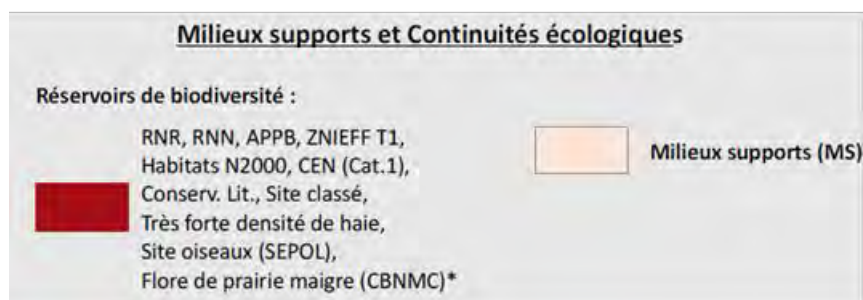 Milieux supports et Continuités écologiques
Réservoirs de biodiversité :
RNR, RNN, APPB, ZNIEFF T1,
Habitats N2000, CEN (Cat.1),
Conserv. Lit., Site classé,
Très forte densité de haie,
Site oiseaux (SEPOL),
Flore de prairie maigre (CBNMC)*
Milieux supports (MS)